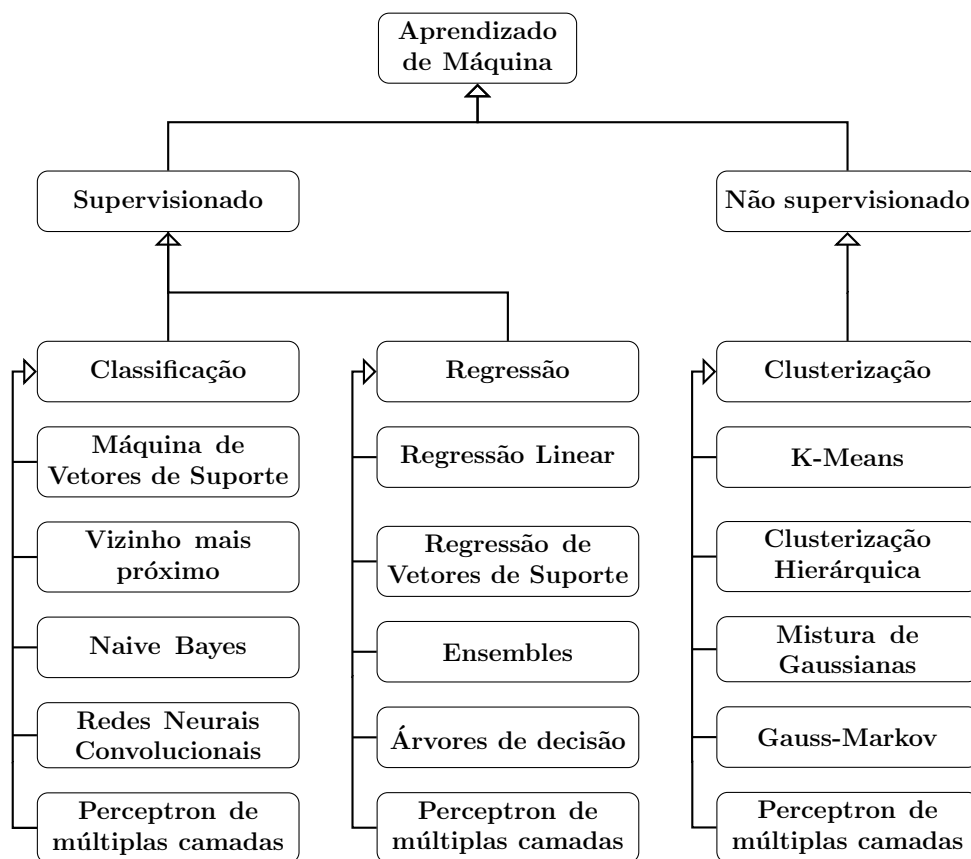 Aprendizado
de Máquina
Supervisionado
Não supervisionado
Classificação
Regressão
Clusterização
Máquina de
Vetores de Suporte
Regressão Linear
K-Means
Vizinho mais
próximo
Regressão de
Vetores de Suporte
Clusterização
Hierárquica
Naive Bayes
Ensembles
Mistura de
Gaussianas
Redes Neurais
Convolucionais
Árvores de decisão
Gauss-Markov
Perceptron de
múltiplas camadas
Perceptron de
múltiplas camadas
Perceptron de
múltiplas camadas